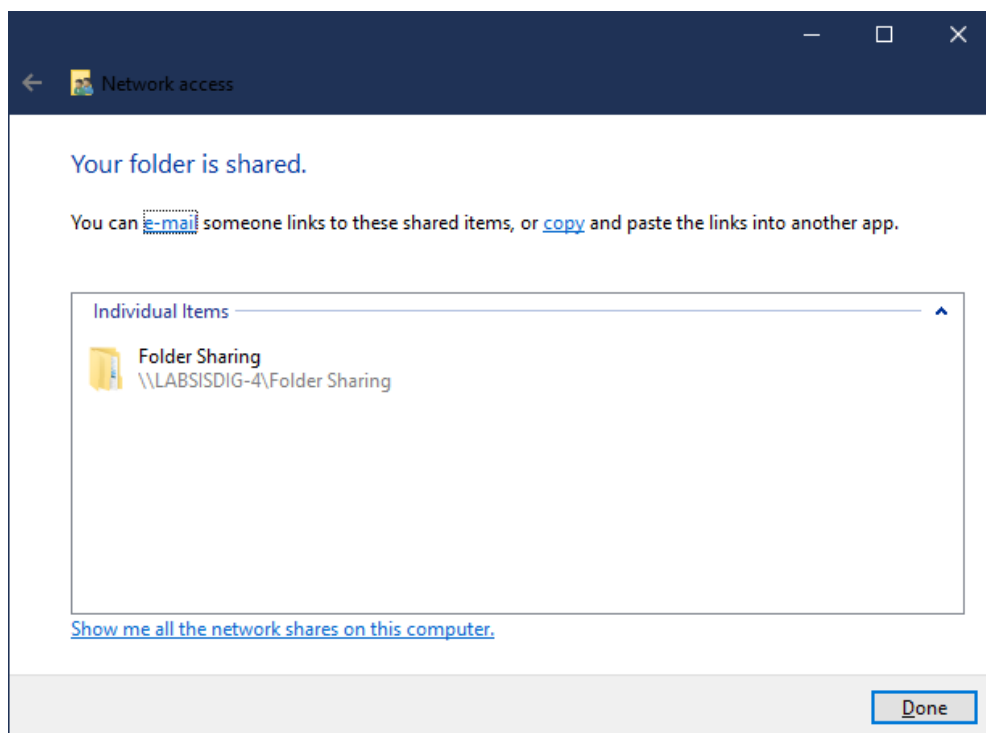 Network access
Your folder is shared.
You can e-mail someone links to these shared items, or copy and paste the links into another app.
Individual Items
Folder Sharing
\\LABSISDIG-4\Folder Sharing
Show me all the network shares on this computer.
Done